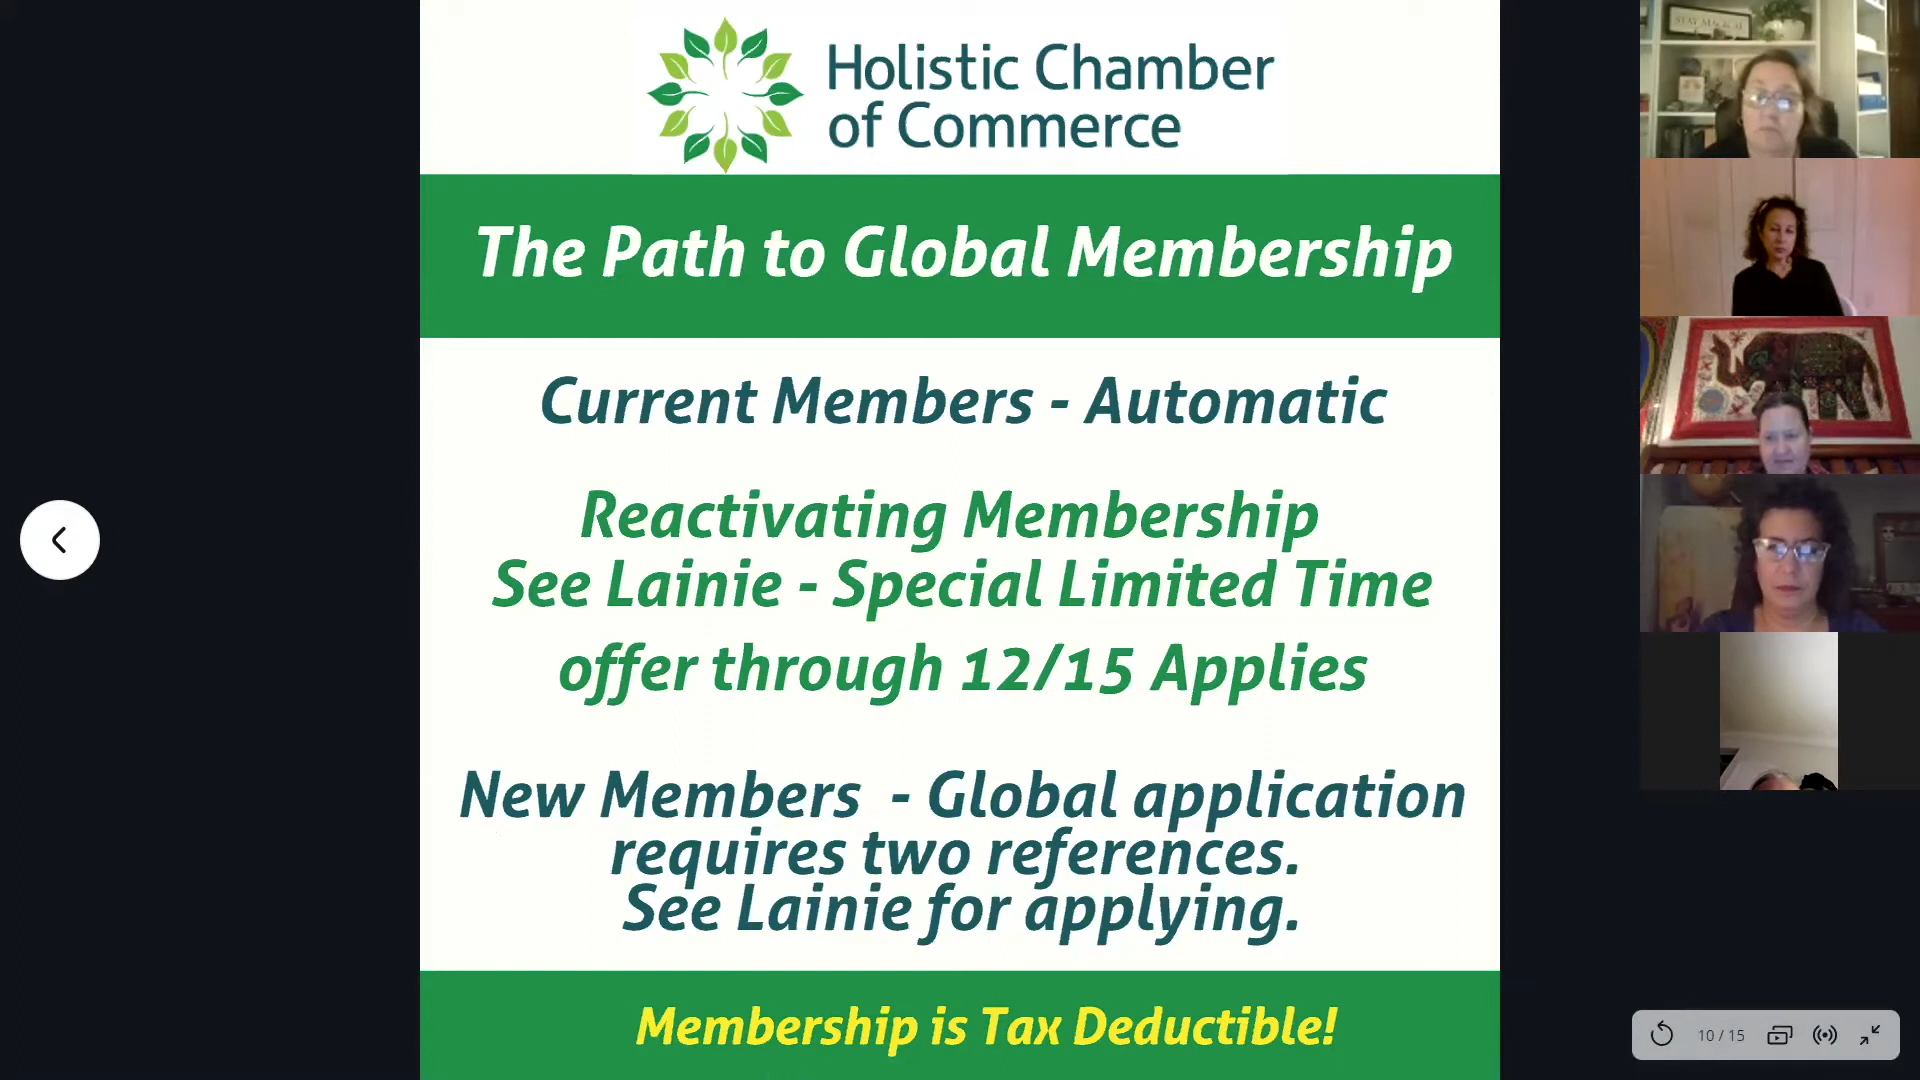 Holistic Chamber
of Commerce
The Path to Global Membership
Current Members - Automatic
Reactivating Membership
See Lainie - Special Limited Time
offer through 12/15 Applies
New Members - Global application
requires two references.
See Lainie for applying.
Membership is Tax Deductible!
STAY MAGICAL
10 / 15